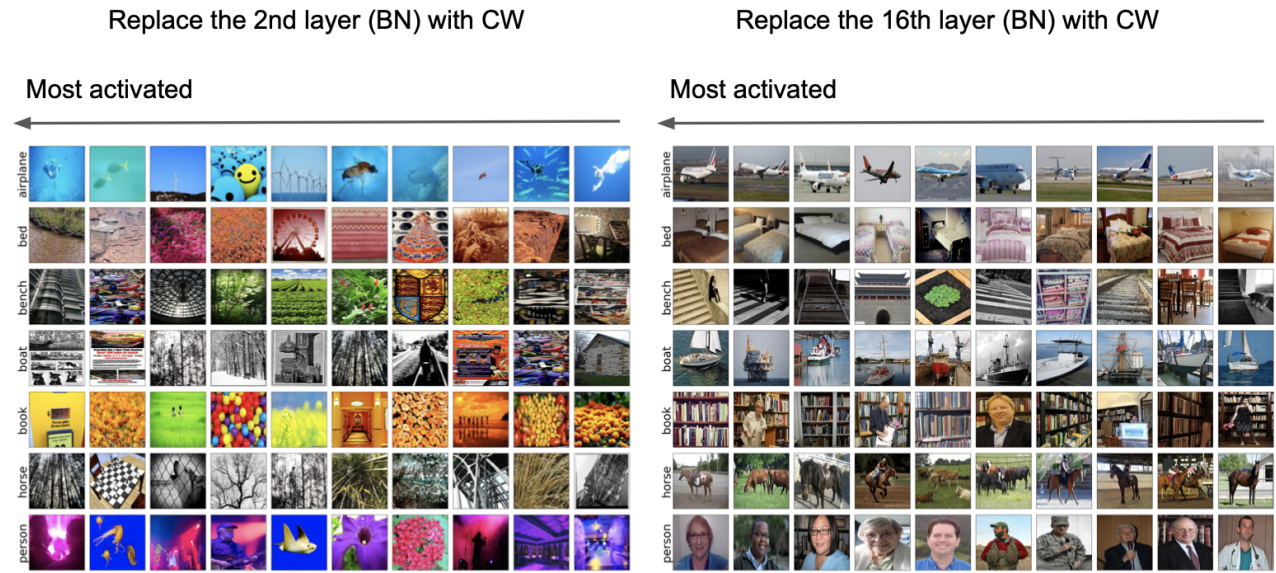 Replace the 2nd layer (BN) with CW
Most activated
airplane
bed
bench
boat
book
horse
person
Replace the 16th layer (BN) with CW
Most activated
airplane
bed
bench
boat
book
horse
person